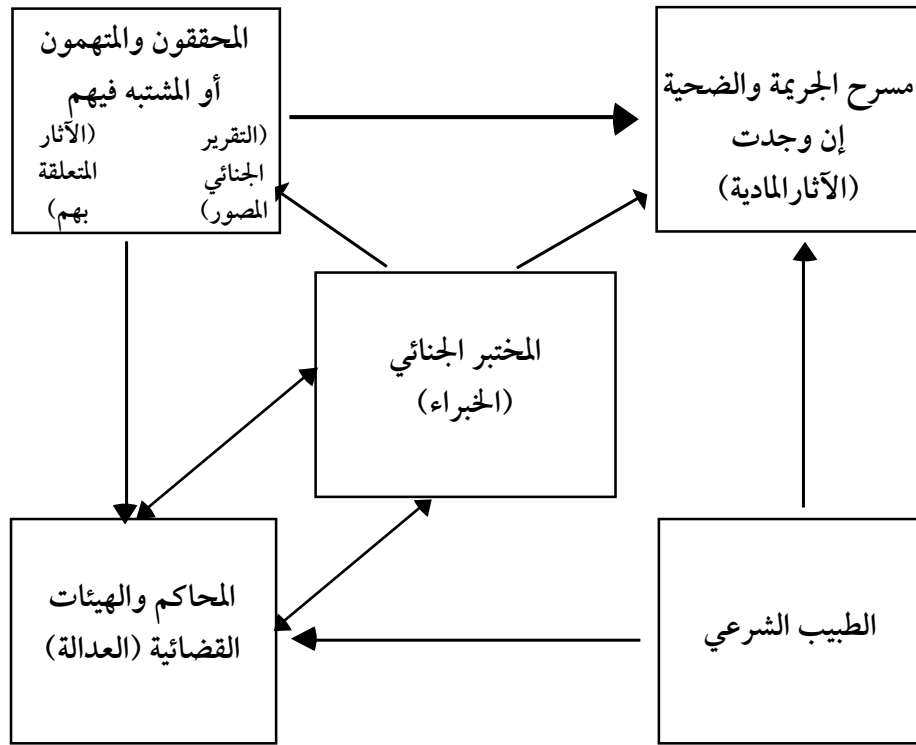 المحققون والمتهمون
أو المشتبه فيهم
(التقرير
الجنائي
المصور)
(الآثار
المتعلقة
بهم)
مسرح الجريمة والضحية
إن وجدت
(الآثار المادية)
المختبر الجنائي
(الخبراء)
المحاكم والهيئات
القضائية (العدالة)
الطبيب الشرعي